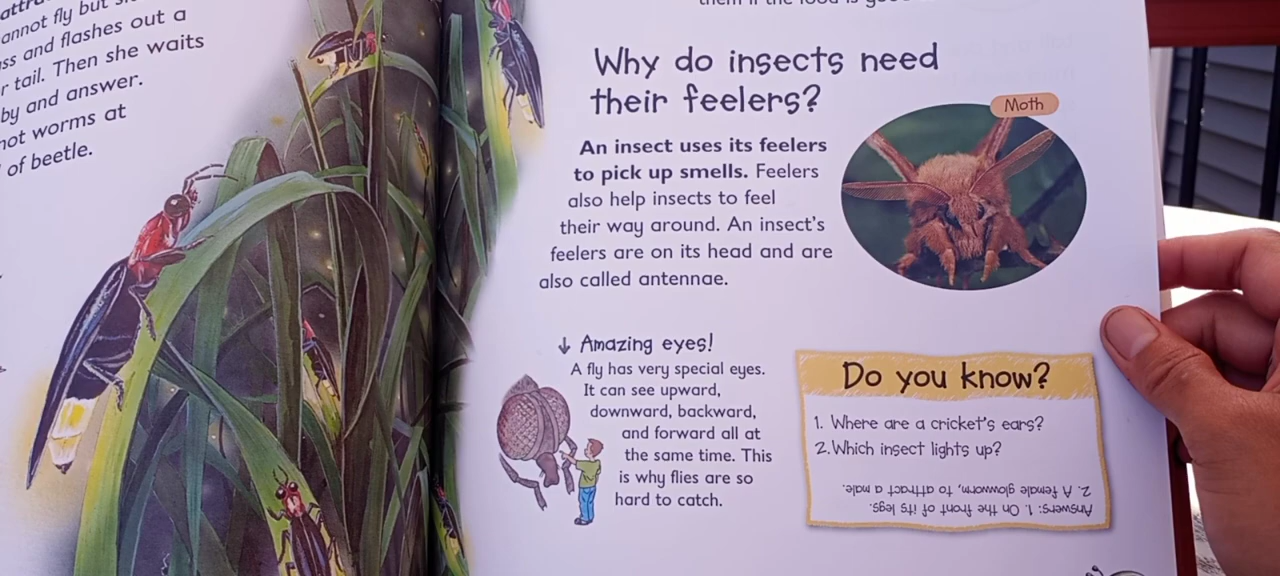 annot fly but
ss and flashes out a
r tail. Then she waits
by and answer.
not worms at
of beetle.
them if the food is
Why do insects need
their feelers?
Moth
An insect uses its feelers
to pick up smells. Feelers
also help insects to feel
their way around. An insect's
feelers are on its head and are
also called antennae.
↓ Amazing eyes!
A fly has very special eyes.
It can see upward,
downward, backward,
and forward all at
the same time. This
is why flies are so
hard to catch.
Do you know?
1. Where are a cricket's ears?
2. Which insect lights up?
Answers: 1. On the front of its legs.
2. A female glowworm, to attract a male.